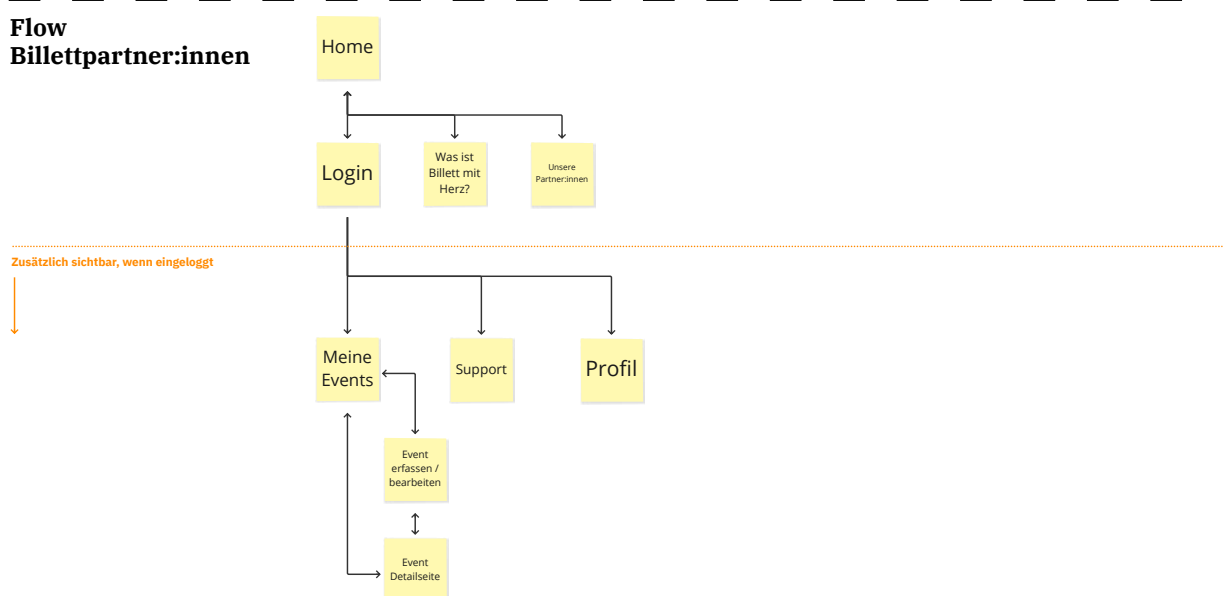 Flow
Billettpartner:innen
Home
Login
Was ist
Billett mit
Herz?
Unsere
Partner:innen
Zusätzlich sichtbar, wenn eingeloggt
Meine
Events
Support
Profil
Event
erfassen /
bearbeiten
Event
Detailseite